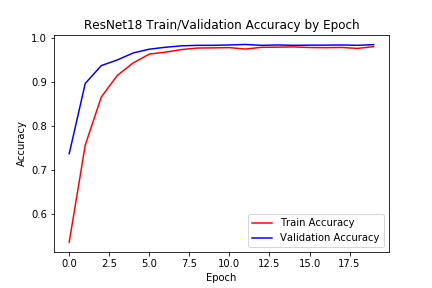 ResNet18 Train/Validation Accuracy by Epoch
1.0
0.9
0.8
0.7
0.6
Accuracy
Train Accuracy
Validation Accuracy
0.0 2.5 5.0 7.5 10.0 12.5 15.0 17.5
Epoch